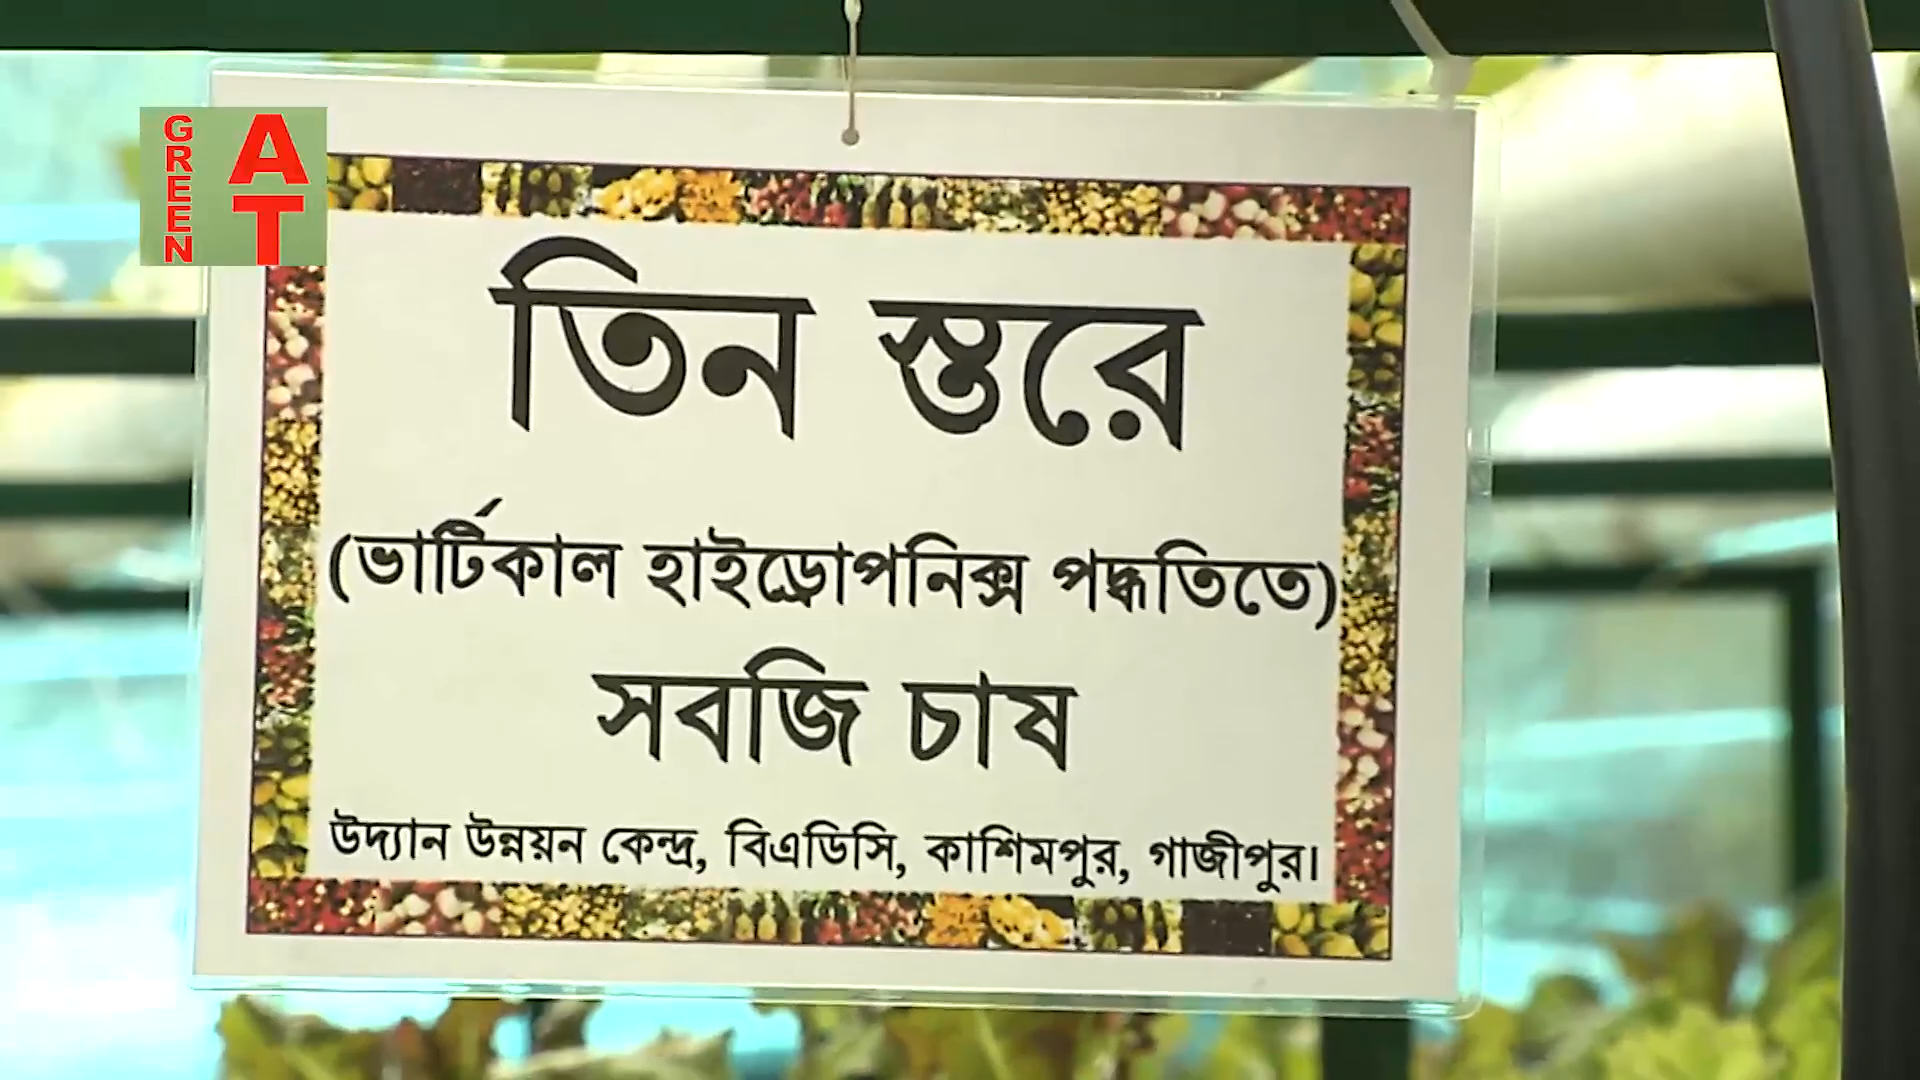 GREEN
AT
তিন স্তরে
(ভার্টিকাল হাইড্রোপনিক্স পদ্ধতিতে)
সবজি চাষ
উদ্যান উন্নয়ন কেন্দ্র, বিএডিসি, কাশিমপুর, গাজীপুর।